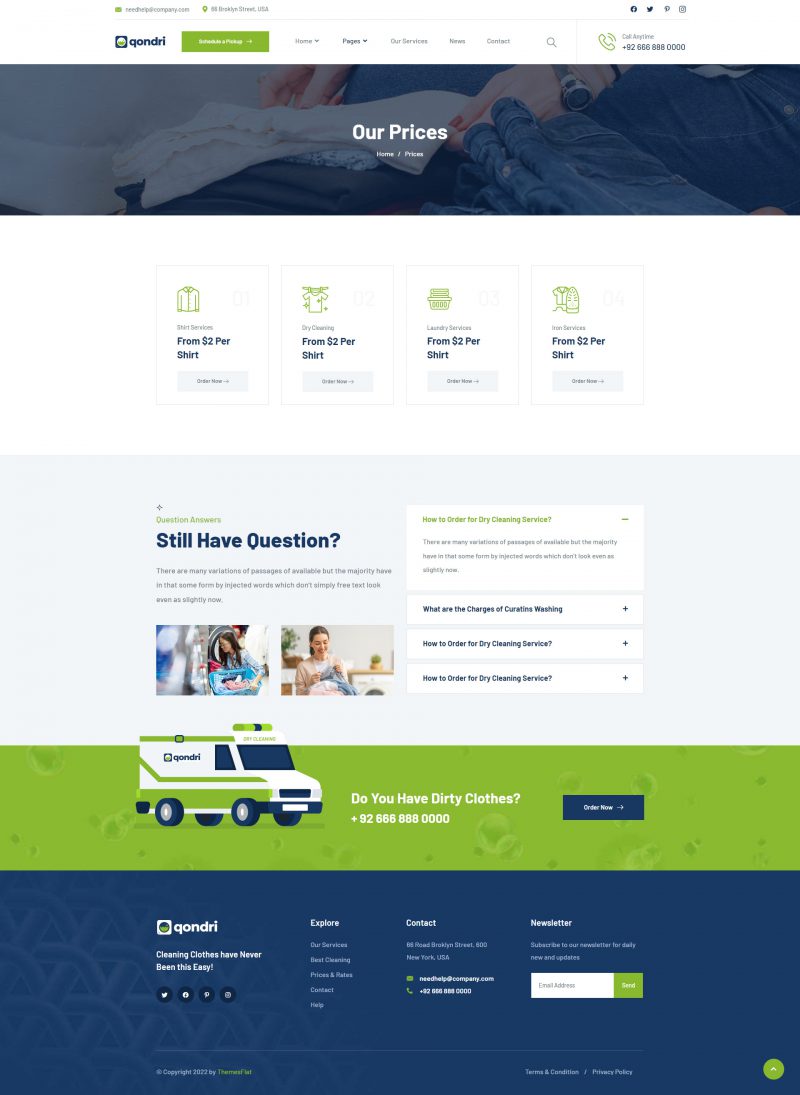 needhelp@company.com 66 Broklyn Street, USA
qondri Schedule a Pickup Home Pages Our Services News Contact Call Anytime
+92 666 888 0000
Our Prices
Home / Prices
01 02 03 04
Shirt Services Dry Cleaning Laundry Services Iron Services
From $2 Per From $2 Per From $2 Per From $2 Per
Shirt Shirt Shirt Shirt
Order Now Order Now Order Now Order Now
Question Answers
Still Have Question?
There are many variations of passages of available but the majority have
in that some form by injected words which don't simply free text look
even as slightly now.
How to Order for Dry Cleaning Service?
There are many variations of passages of available but the majority
have in that some form by injected words which don't look even as
slightly now.
What are the Charges of Curatins Washing
How to Order for Dry Cleaning Service?
How to Order for Dry Cleaning Service?
DRY CLEANING
qondri
Do You Have Dirty Clothes?
+ 92 666 888 0000
Order Now
qondri
Cleaning Clothes have Never
Been this Easy!
Explore
Our Services
Best Cleaning
Prices & Rates
Contact
Help
Contact
66 Road Broklyn Street, 600
New York, USA
needhelp@company.com
+92 666 888 0000
Newsletter
Subscribe to our newsletter for daily
new and updates
Email Address Send
© Copyright 2022 by ThemesFlat Terms & Condition / Privacy Policy